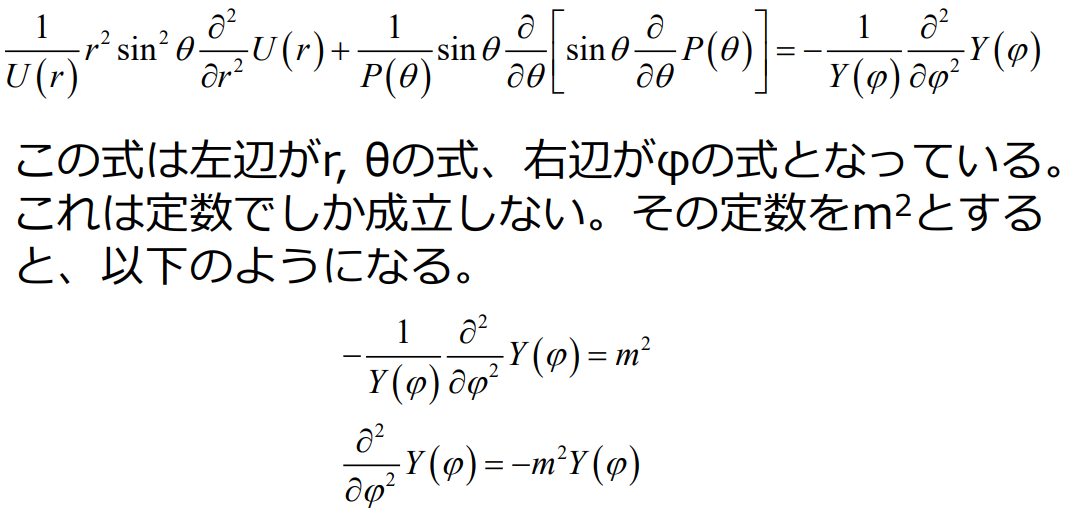 1/U(r) r² sin² θ ∂²/∂r² U(r) + 1/P(θ) sin θ ∂/∂θ [ sin θ ∂/∂θ P(θ) ] = − 1/Y(φ) ∂²/∂φ² Y(φ)
この式は左辺がr, θの式、右辺がφの式となっている。
これは定数でしか成立しない。その定数をm²とする
と、以下のようになる。
− 1/Y(φ) ∂²/∂φ² Y(φ) = m²
∂²/∂φ² Y(φ) = −m²Y(φ)